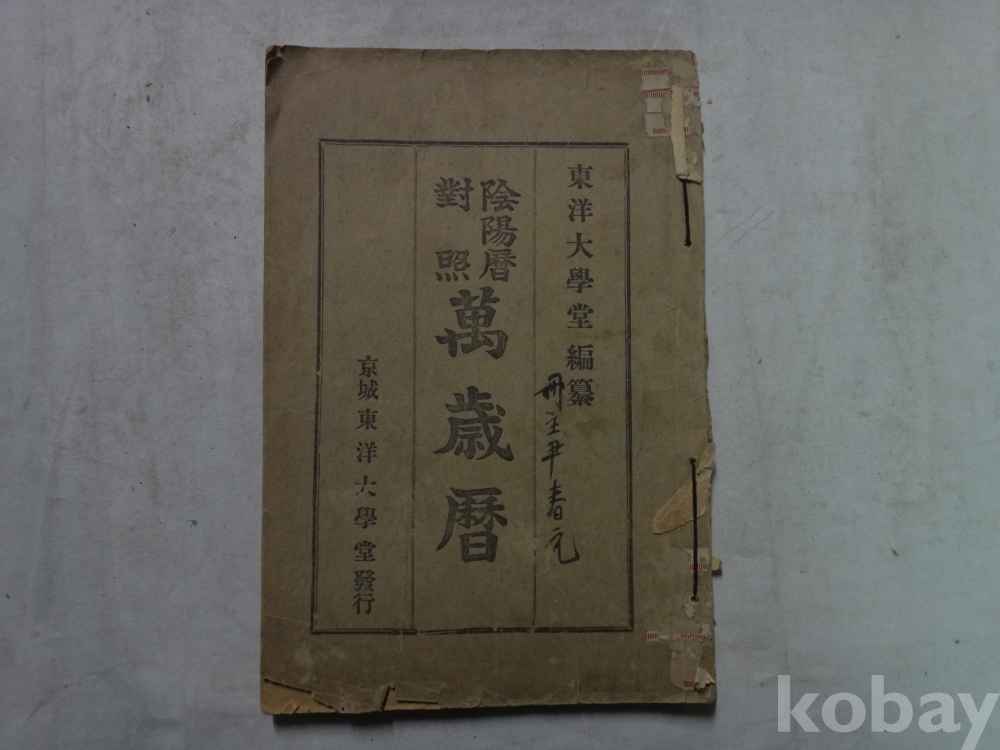 東洋大學堂 編纂
冊主尹春元
陰陽曆
對照
萬歲曆
京城東洋大學堂發行
kobay